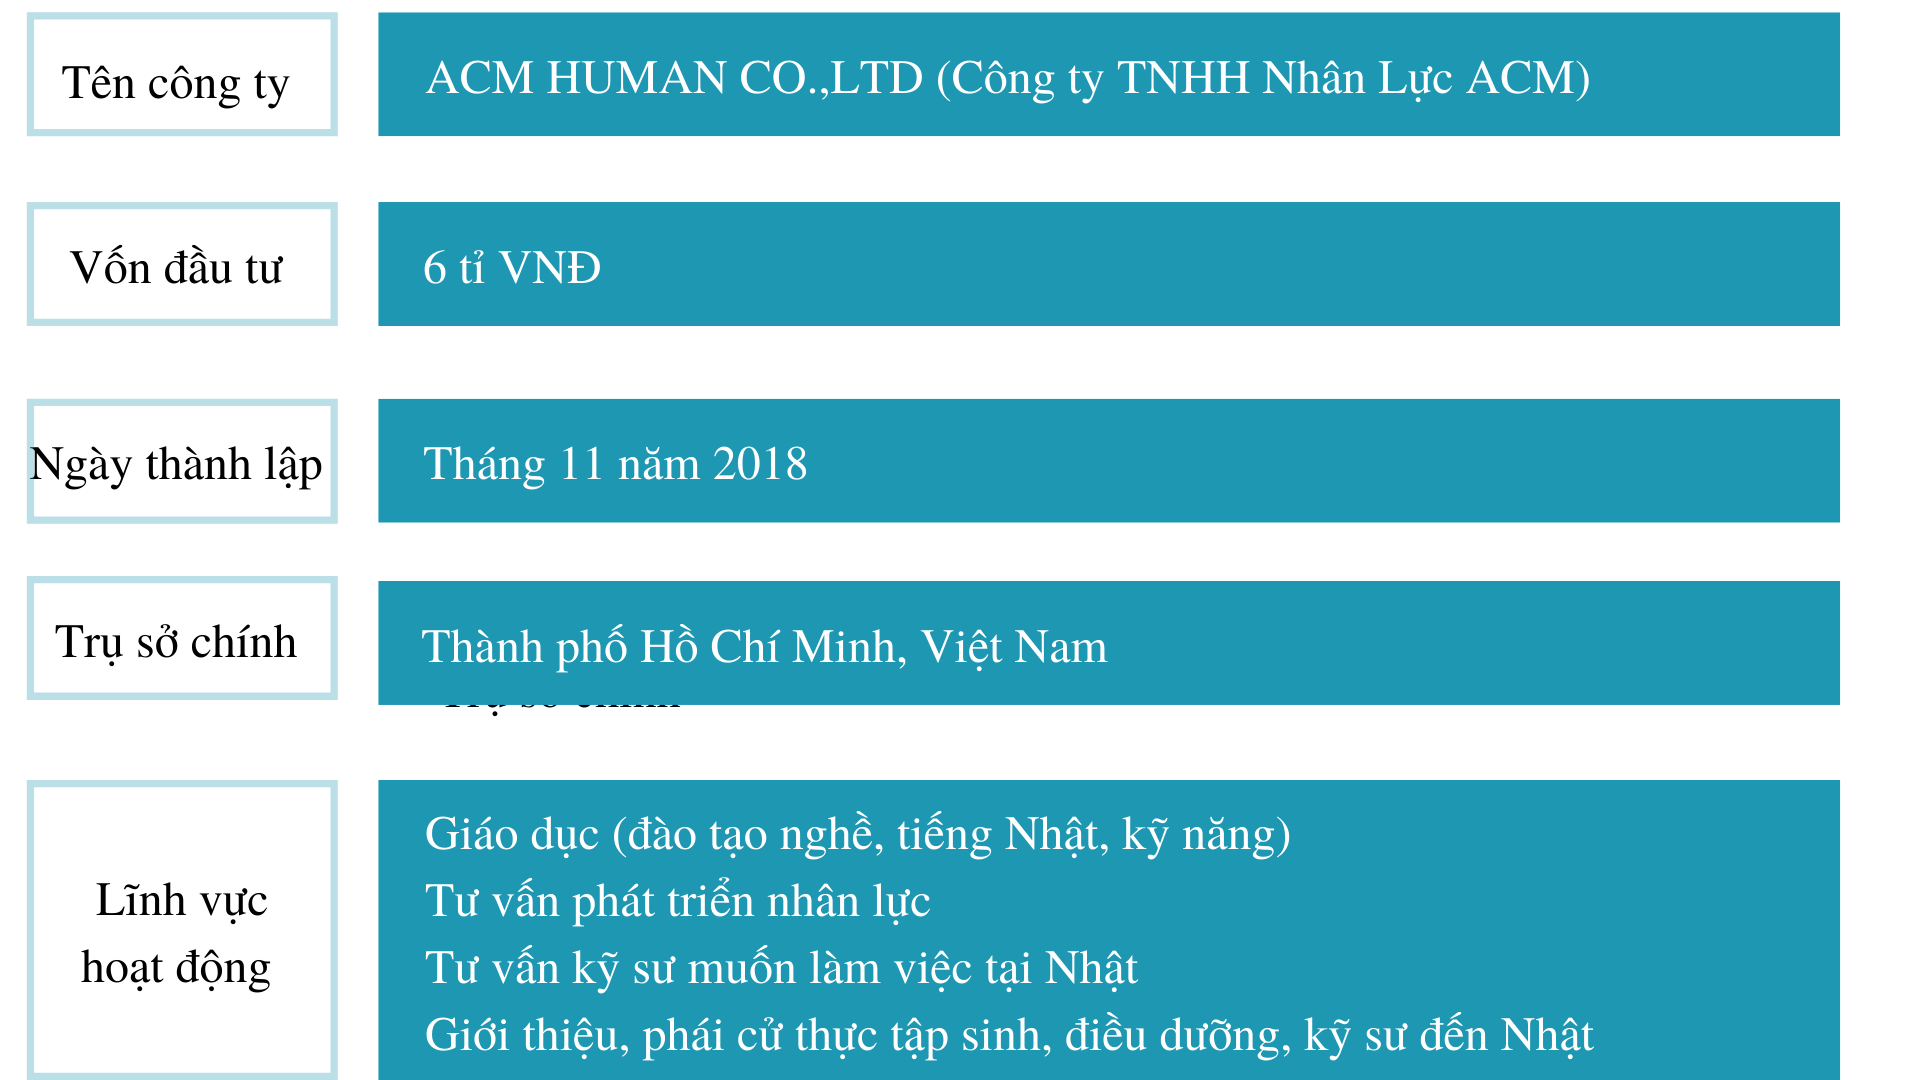 Tên công ty
ACM HUMAN CO.,LTD (Công ty TNHH Nhân Lực ACM)
Vốn đầu tư
6 tỉ VNĐ
Ngày thành lập
Tháng 11 năm 2018
Trụ sở chính
Thành phố Hồ Chí Minh, Việt Nam
Lĩnh vực
hoạt động
Giáo dục (đào tạo nghề, tiếng Nhật, kỹ năng)
Tư vấn phát triển nhân lực
Tư vấn kỹ sư muốn làm việc tại Nhật
Giới thiệu, phái cử thực tập sinh, điều dưỡng, kỹ sư đến Nhật